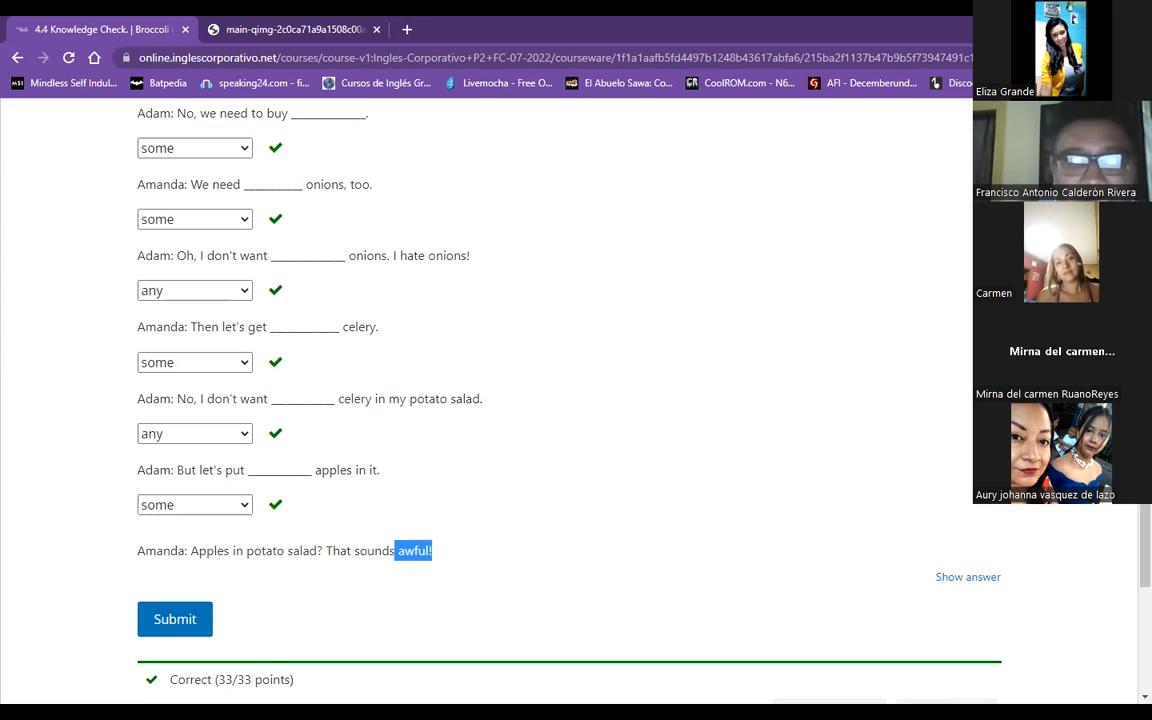 4.4 Knowledge Check. | Broccoli
main-qimg-2c0ca71a9a1508c00
online.inglescorporativo.net/courses/course-v1:Ingles-Corporativo+P2+FC-07-2022/courseware/1f1a1aafb5fd4497b1248b43617abfa6/215ba2f1137b47b9b5f73947491c1
Mindless Self Indul...
Batpedia
speaking24.com - fi...
Cursos de Inglés Gr...
Livemocha - Free O...
El Abuelo Sawa: Co...
CoolROM.com - N6...
AFI - Decemberund...
Disco
Adam: No, we need to buy _____________.
some
Amanda: We need __________ onions, too.
some
Adam: Oh, I don't want _____________ onions. I hate onions!
any
Amanda: Then let's get ____________ celery.
some
Adam: No, I don't want ___________ celery in my potato salad.
any
Adam: But let's put ___________ apples in it.
some
Amanda: Apples in potato salad? That sounds awful!
Show answer
Submit
Correct (33/33 points)
Eliza Grande
Francisco Antonio Calderòn Rivera
Carmen
Mirna del carmen...
Mirna del carmen RuanoReyes
Aury johanna vasquez de lazo